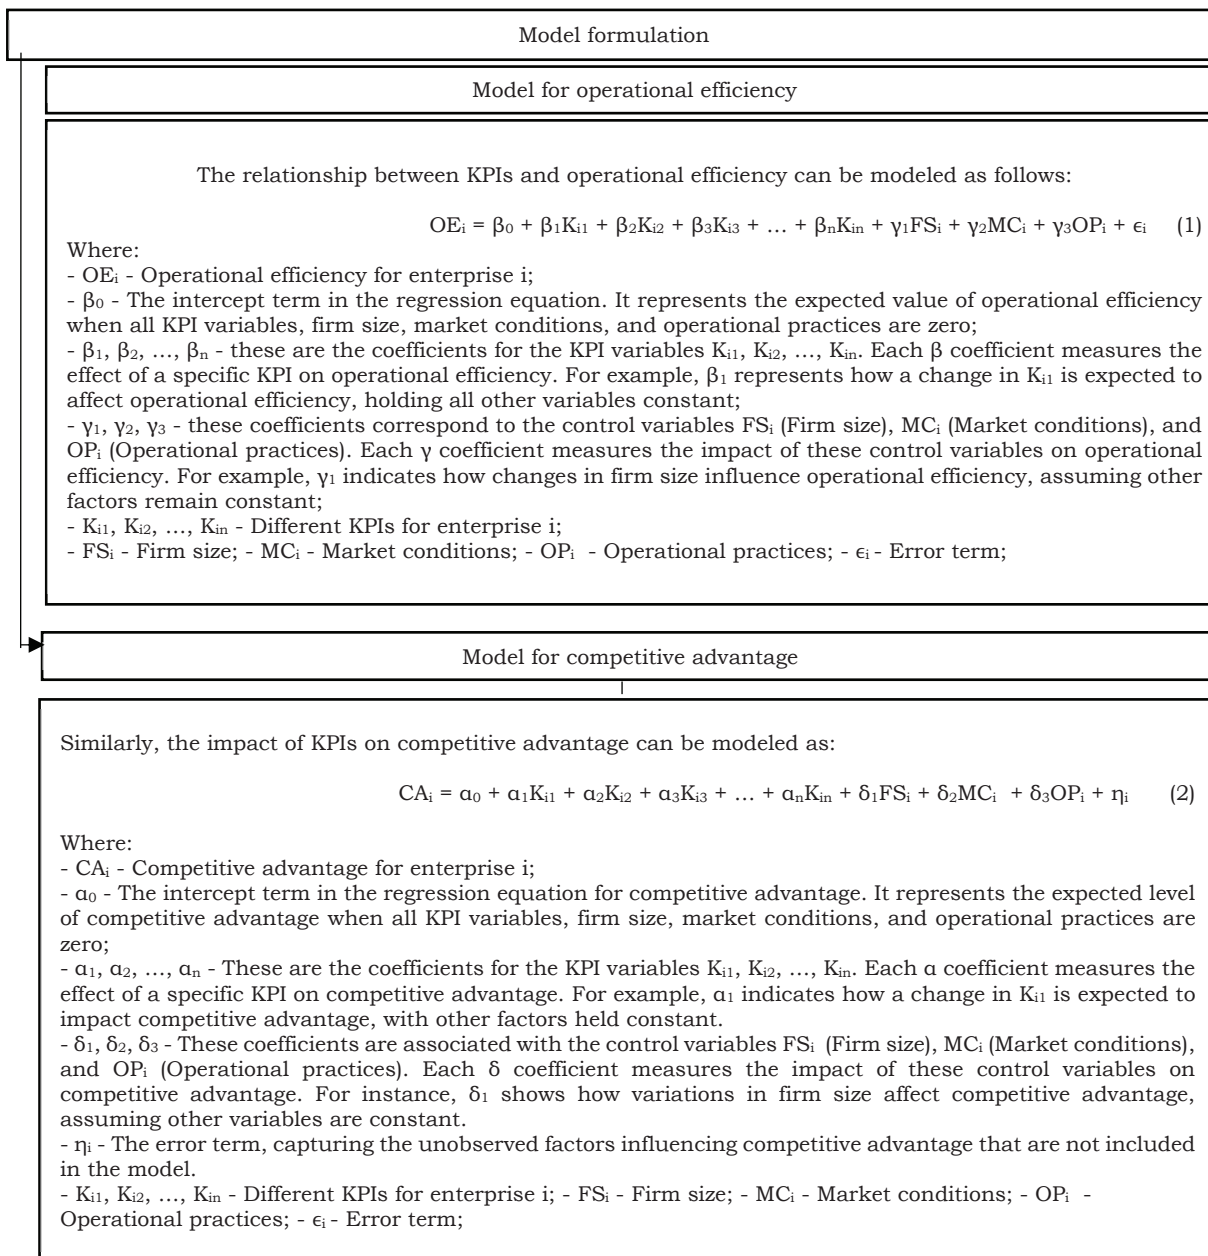 Model formulation
Model for operational efficiency
The relationship between KPIs and operational efficiency can be modeled as follows:
OEᵢ = β₀ + β₁Kᵢ₁ + β₂Kᵢ₂ + β₃Kᵢ₃ + … + βₙKᵢₙ + γ₁FSᵢ + γ₂MCᵢ + γ₃OPᵢ + ϵᵢ (1)
Where:
- OEᵢ - Operational efficiency for enterprise i;
- β₀ - The intercept term in the regression equation. It represents the expected value of operational efficiency
when all KPI variables, firm size, market conditions, and operational practices are zero;
- β₁, β₂, …, βₙ - these are the coefficients for the KPI variables Kᵢ₁, Kᵢ₂, …, Kᵢₙ. Each β coefficient measures the
effect of a specific KPI on operational efficiency. For example, β₁ represents how a change in Kᵢ₁ is expected to
affect operational efficiency, holding all other variables constant;
- γ₁, γ₂, γ₃ - these coefficients correspond to the control variables FSᵢ (Firm size), MCᵢ (Market conditions), and
OPᵢ (Operational practices). Each γ coefficient measures the impact of these control variables on operational
efficiency. For example, γ₁ indicates how changes in firm size influence operational efficiency, assuming other
factors remain constant;
- Kᵢ₁, Kᵢ₂, …, Kᵢₙ - Different KPIs for enterprise i;
- FSᵢ - Firm size; - MCᵢ - Market conditions; - OPᵢ - Operational practices; - ϵᵢ - Error term;
Model for competitive advantage
Similarly, the impact of KPIs on competitive advantage can be modeled as:
CAᵢ = α₀ + α₁Kᵢ₁ + α₂Kᵢ₂ + α₃Kᵢ₃ + … + αₙKᵢₙ + δ₁FSᵢ + δ₂MCᵢ + δ₃OPᵢ + ηᵢ (2)
Where:
- CAᵢ - Competitive advantage for enterprise i;
- α₀ - The intercept term in the regression equation for competitive advantage. It represents the expected level
of competitive advantage when all KPI variables, firm size, market conditions, and operational practices are
zero;
- α₁, α₂, …, αₙ - These are the coefficients for the KPI variables Kᵢ₁, Kᵢ₂, …, Kᵢₙ. Each α coefficient measures the
effect of a specific KPI on competitive advantage. For example, α₁ indicates how a change in Kᵢ₁ is expected to
impact competitive advantage, with other factors held constant.
- δ₁, δ₂, δ₃ - These coefficients are associated with the control variables FSᵢ (Firm size), MCᵢ (Market conditions),
and OPᵢ (Operational practices). Each δ coefficient measures the impact of these control variables on
competitive advantage. For instance, δ₁ shows how variations in firm size affect competitive advantage,
assuming other variables are constant.
- ηᵢ - The error term, capturing the unobserved factors influencing competitive advantage that are not included
in the model.
- Kᵢ₁, Kᵢ₂, …, Kᵢₙ - Different KPIs for enterprise i; - FSᵢ - Firm size; - MCᵢ - Market conditions; - OPᵢ -
Operational practices; - ϵᵢ - Error term;